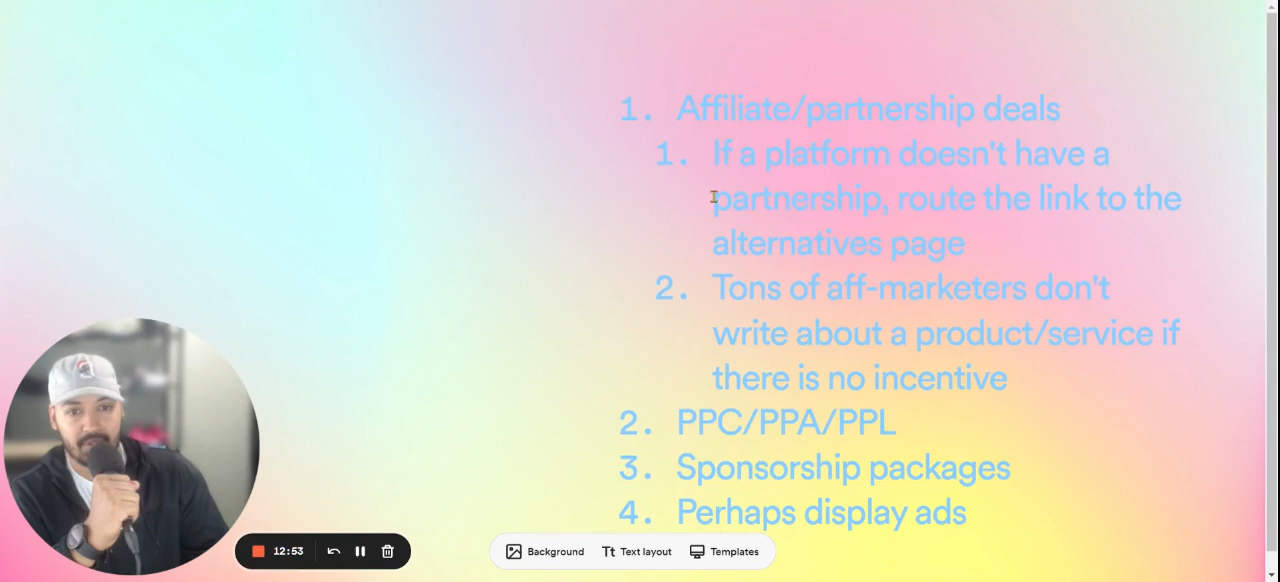 1. Affiliate/partnership deals
1. If a platform doesn't have a
partnership, route the link to the
alternatives page
2. Tons of aff-marketers don't
write about a product/service if
there is no incentive
2. PPC/PPA/PPL
3. Sponsorship packages
4. Perhaps display ads
12:53
Background
Tt Text layout
Templates